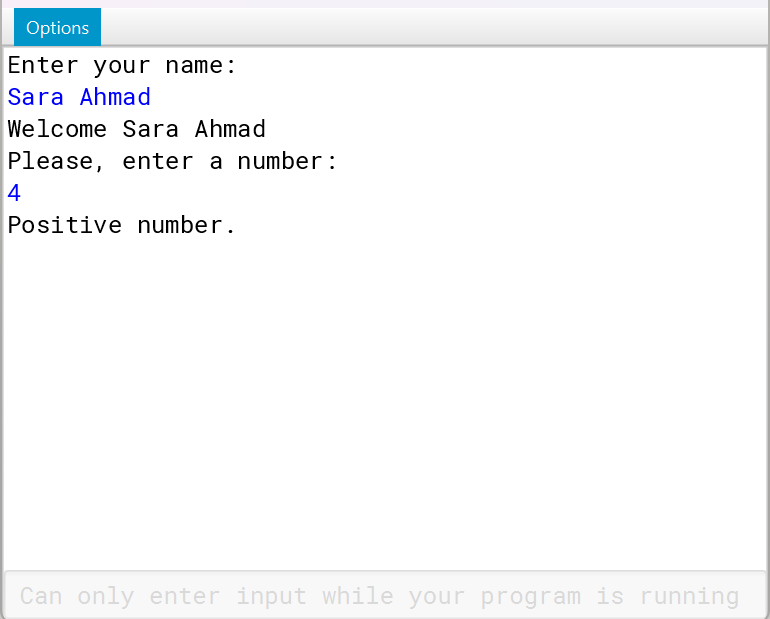 Options
Enter your name:
Sara Ahmad
Welcome Sara Ahmad
Please, enter a number:
4
Positive number.
Can only enter input while your program is running